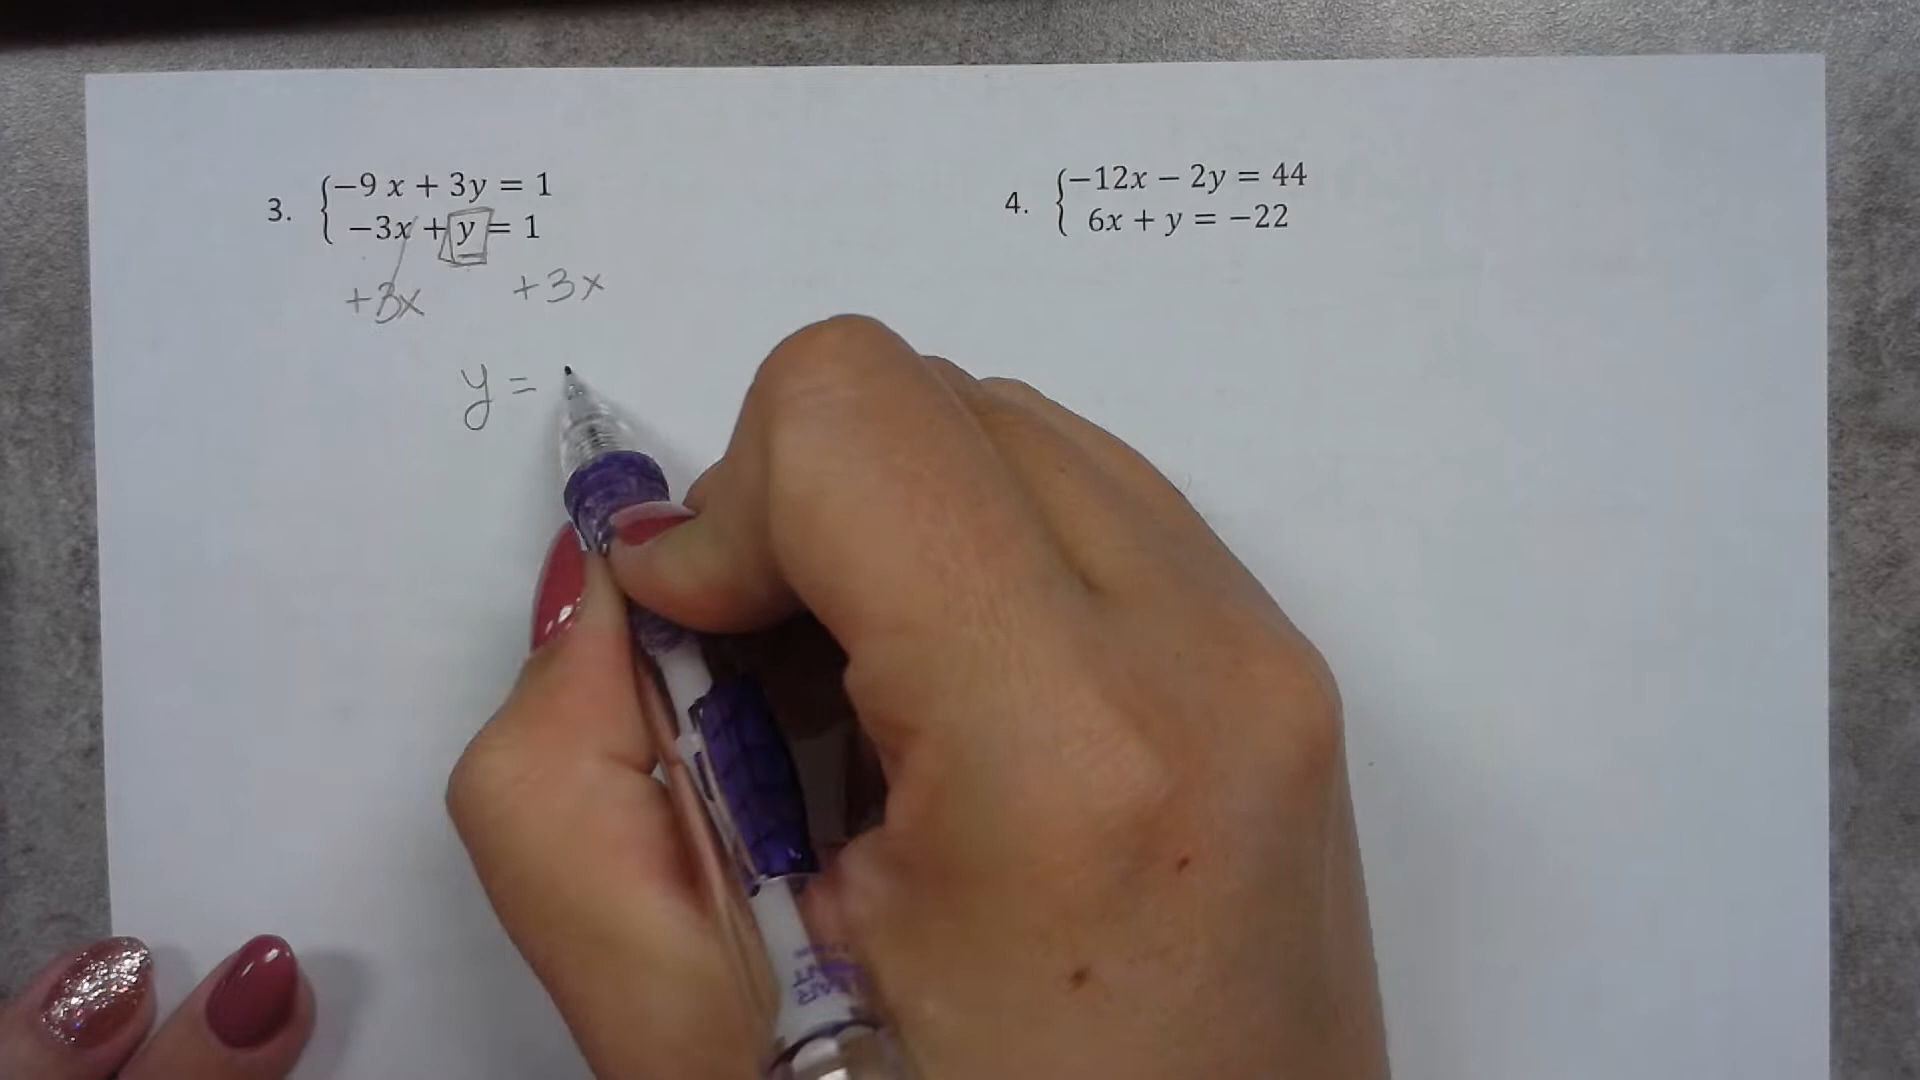 3. −9 x + 3y = 1
−3x + y = 1
+3x +3x
y =
4. −12x − 2y = 44
6x + y = −22